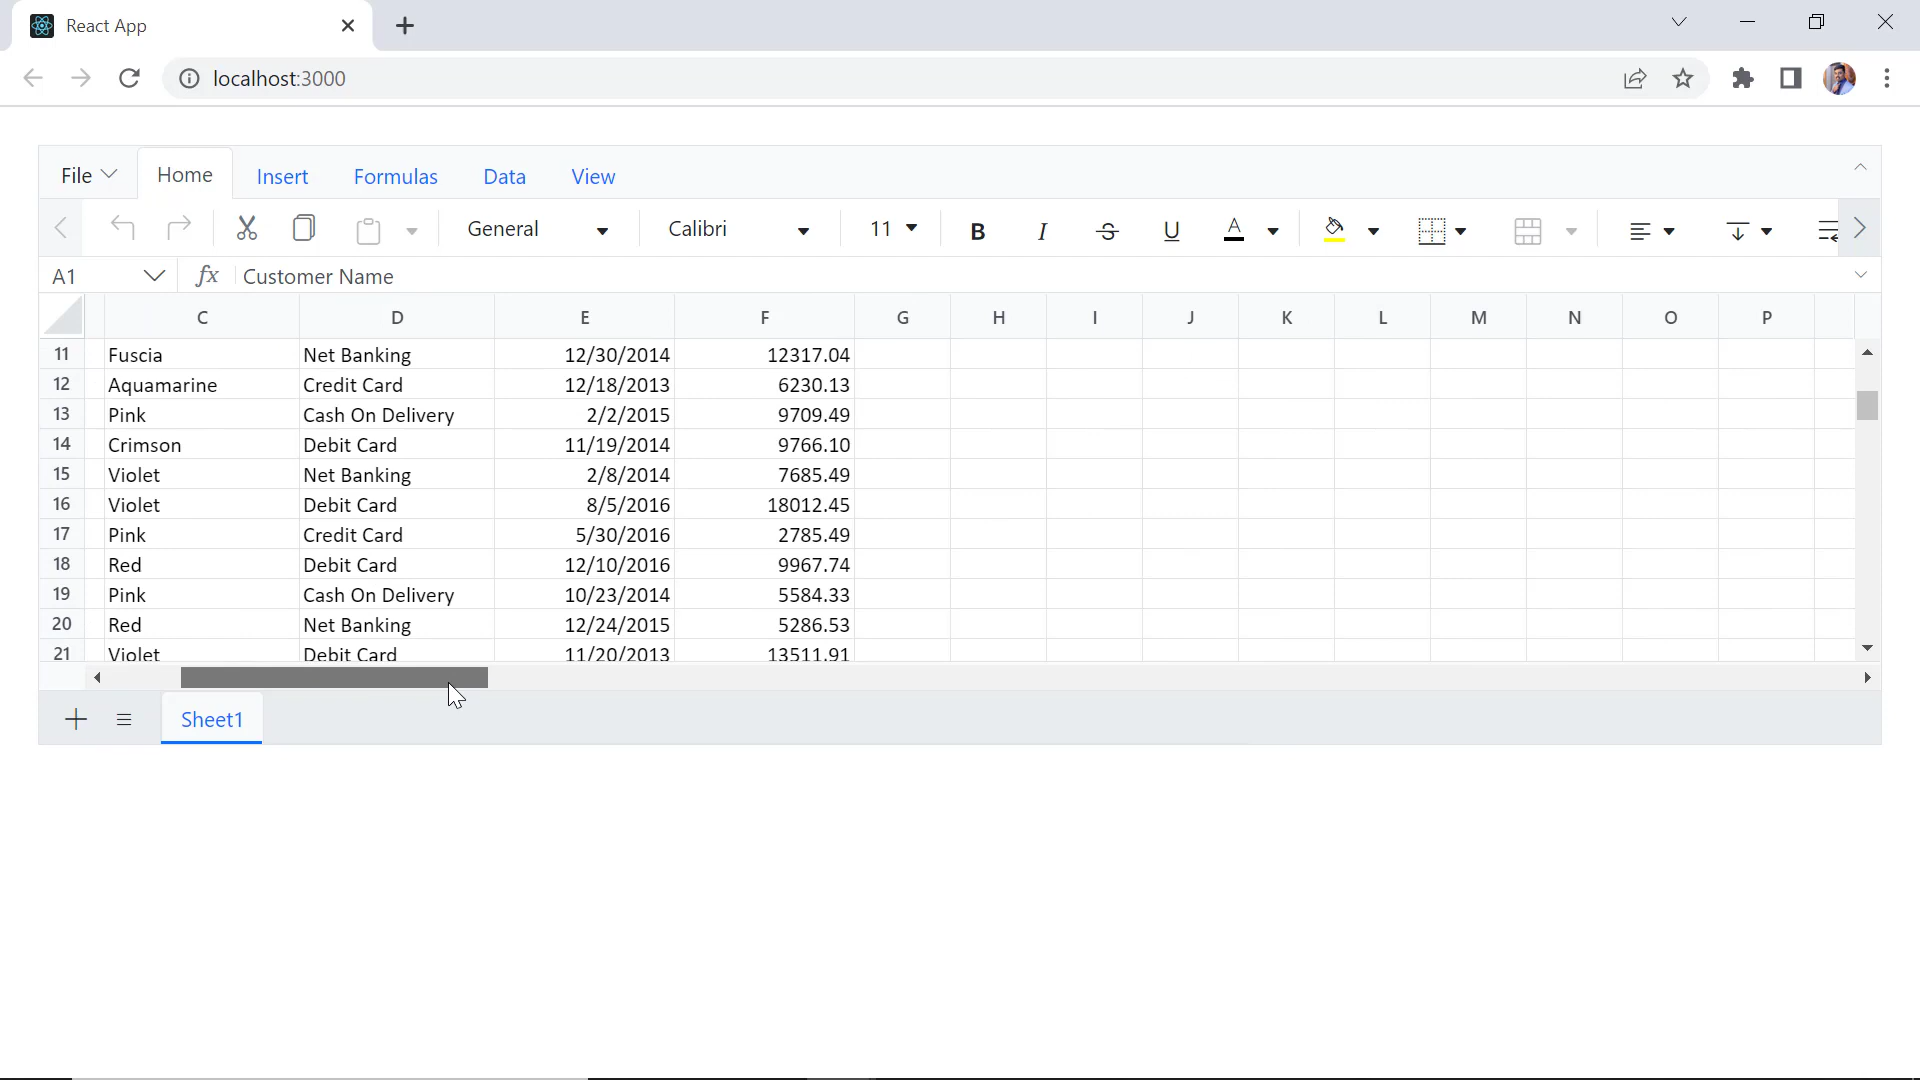 React App
localhost:3000
File Home Insert Formulas Data View
General Calibri 11 B I S U A
A1 fx Customer Name
C D E F G H I J K L M N O P
11 Fuscia Net Banking 12/30/2014 12317.04
12 Aquamarine Credit Card 12/18/2013 6230.13
13 Pink Cash On Delivery 2/2/2015 9709.49
14 Crimson Debit Card 11/19/2014 9766.10
15 Violet Net Banking 2/8/2014 7685.49
16 Violet Debit Card 8/5/2016 18012.45
17 Pink Credit Card 5/30/2016 2785.49
18 Red Debit Card 12/10/2016 9967.74
19 Pink Cash On Delivery 10/23/2014 5584.33
20 Red Net Banking 12/24/2015 5286.53
21 Violet Debit Card 11/20/2013 13511.91
Sheet1